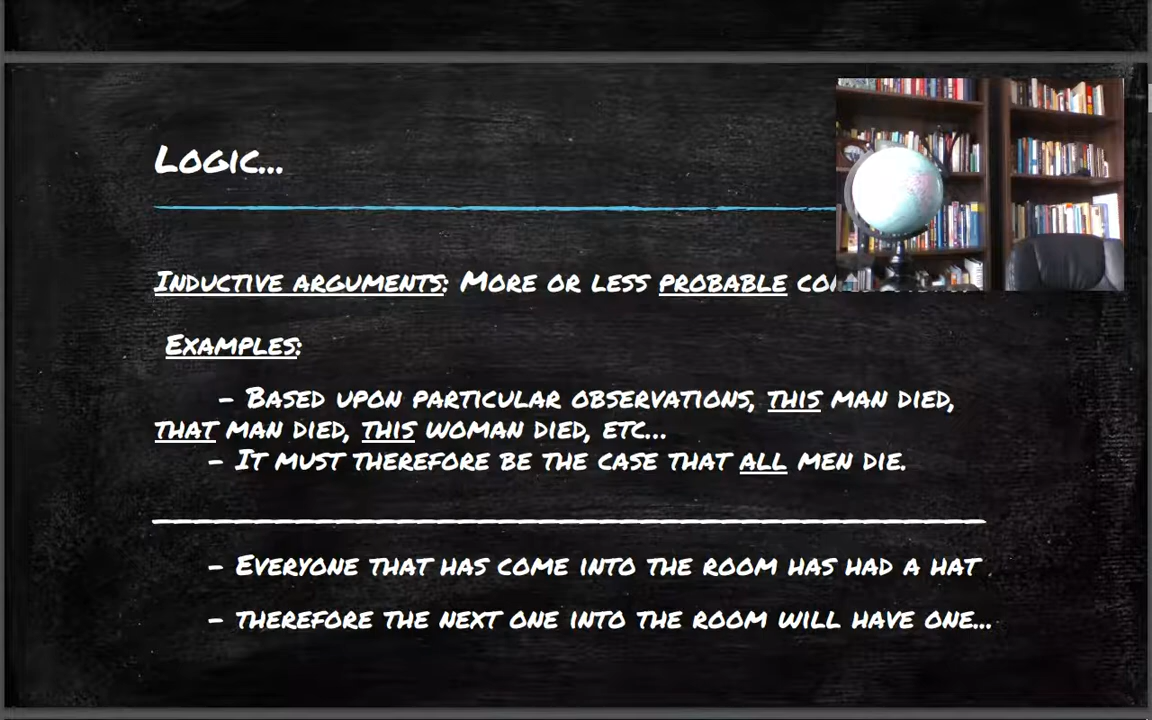 Logic...
Inductive arguments: More or less probable
Examples:
- Based upon particular observations, this man died,
that man died, this woman died, etc...
- It must therefore be the case that all men die.
- Everyone that has come into the room has had a hat
- therefore the next one into the room will have one...